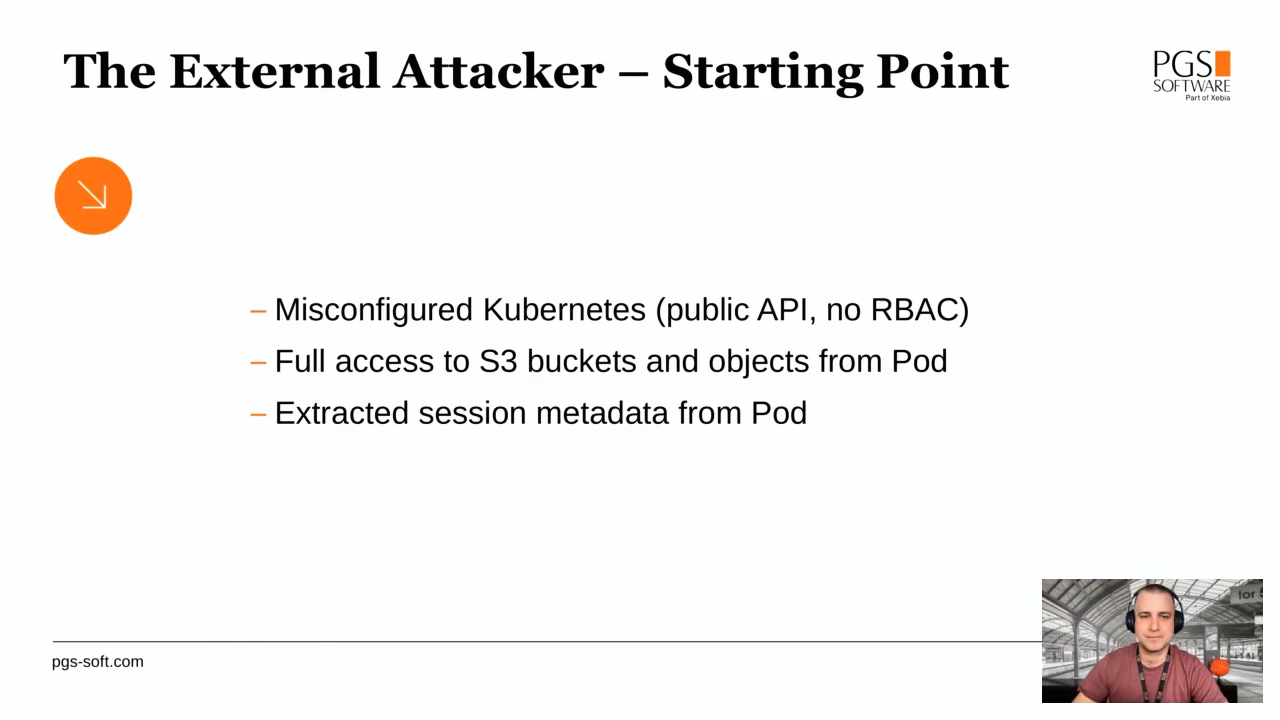 The External Attacker – Starting Point
PGS
SOFTWARE
Part of Xebia
– Misconfigured Kubernetes (public API, no RBAC)
– Full access to S3 buckets and objects from Pod
– Extracted session metadata from Pod
for
pgs-soft.com